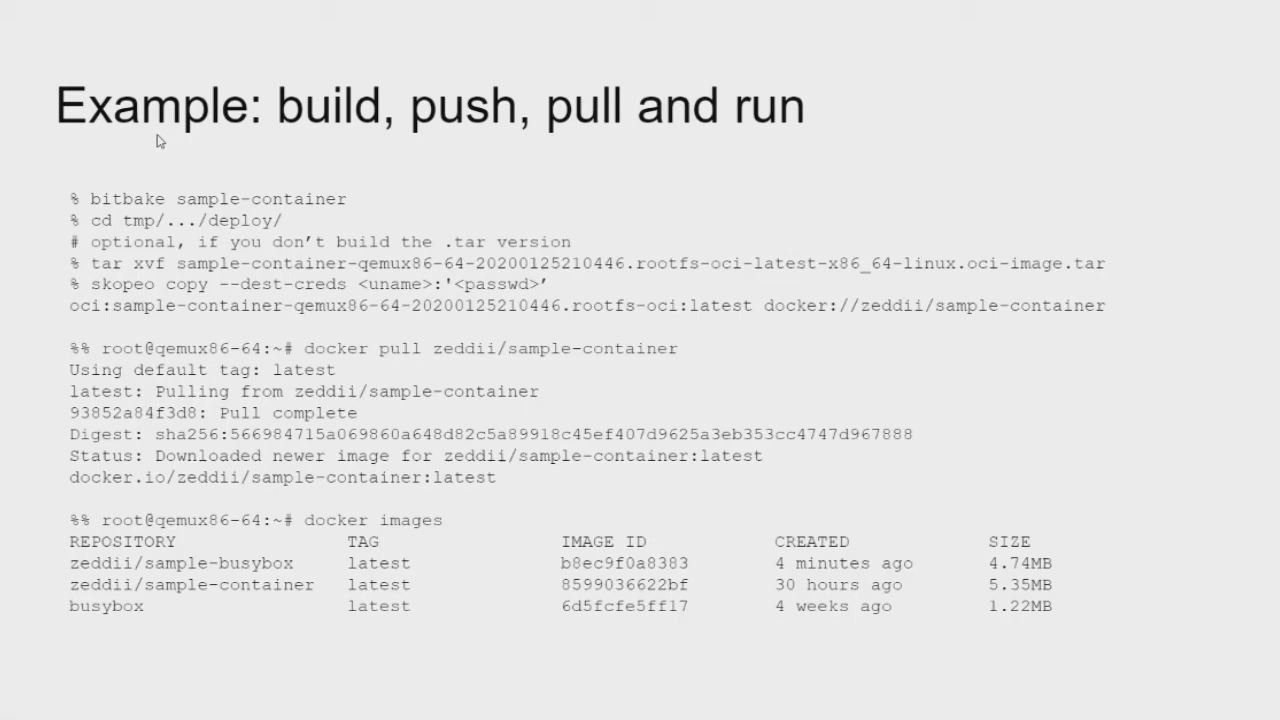 Example: build, push, pull and run
% bitbake sample-container
% cd tmp/.../deploy/
# optional, if you don’t build the .tar version
% tar xvf sample-container-qemux86-64-20200125210446.rootfs-oci-latest-x86_64-linux.oci-image.tar
% skopeo copy --dest-creds <uname>:'<passwd>’
oci:sample-container-qemux86-64-20200125210446.rootfs-oci:latest docker://zeddii/sample-container
%% root@qemux86-64:~# docker pull zeddii/sample-container
Using default tag: latest
latest: Pulling from zeddii/sample-container
93852a84f3d8: Pull complete
Digest: sha256:566984715a069860a648d82c5a89918c45ef407d9625a3eb353cc4747d967888
Status: Downloaded newer image for zeddii/sample-container:latest
docker.io/zeddii/sample-container:latest
%% root@qemux86-64:~# docker images
REPOSITORY TAG IMAGE ID CREATED SIZE
zeddii/sample-busybox latest b8ec9f0a8383 4 minutes ago 4.74MB
zeddii/sample-container latest 8599036622bf 30 hours ago 5.35MB
busybox latest 6d5fcfe5ff17 4 weeks ago 1.22MB